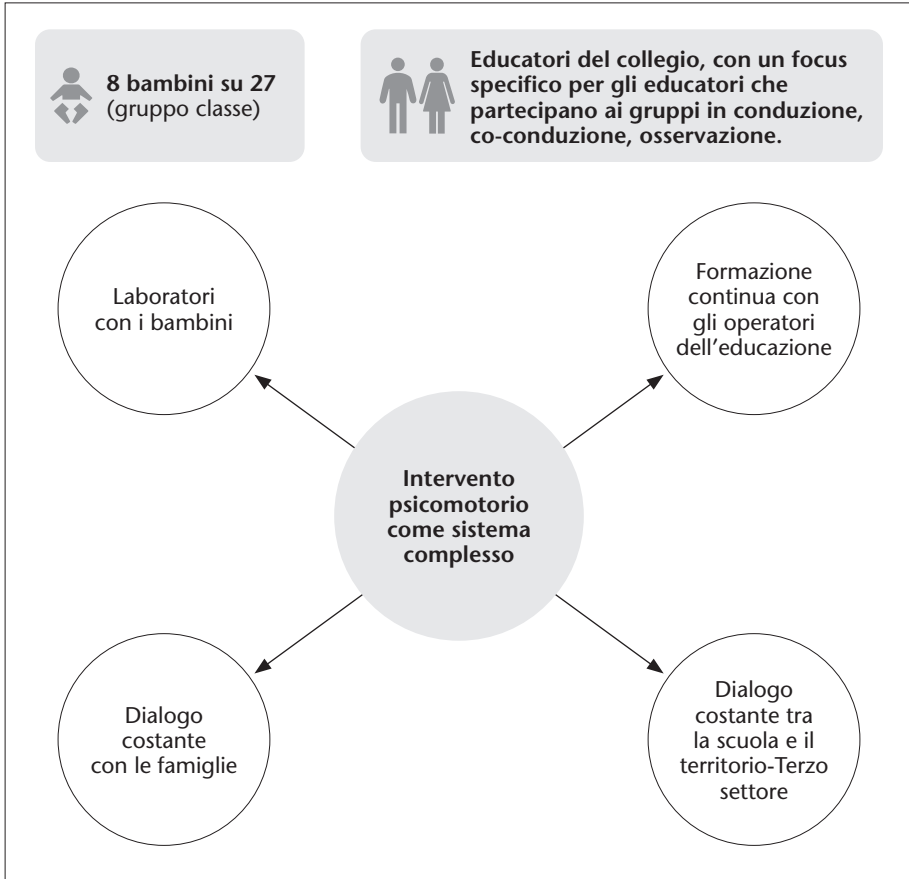 8 bambini su 27
(gruppo classe)
Educatori del collegio, con un focus
specifico per gli educatori che
partecipano ai gruppi in conduzione,
co-conduzione, osservazione.
Laboratori
con i bambini
Formazione
continua con
gli operatori
dell’educazione
Intervento
psicomotorio
come sistema
complesso
Dialogo
costante
con le famiglie
Dialogo
costante tra
la scuola e il
territorio-Terzo
settore